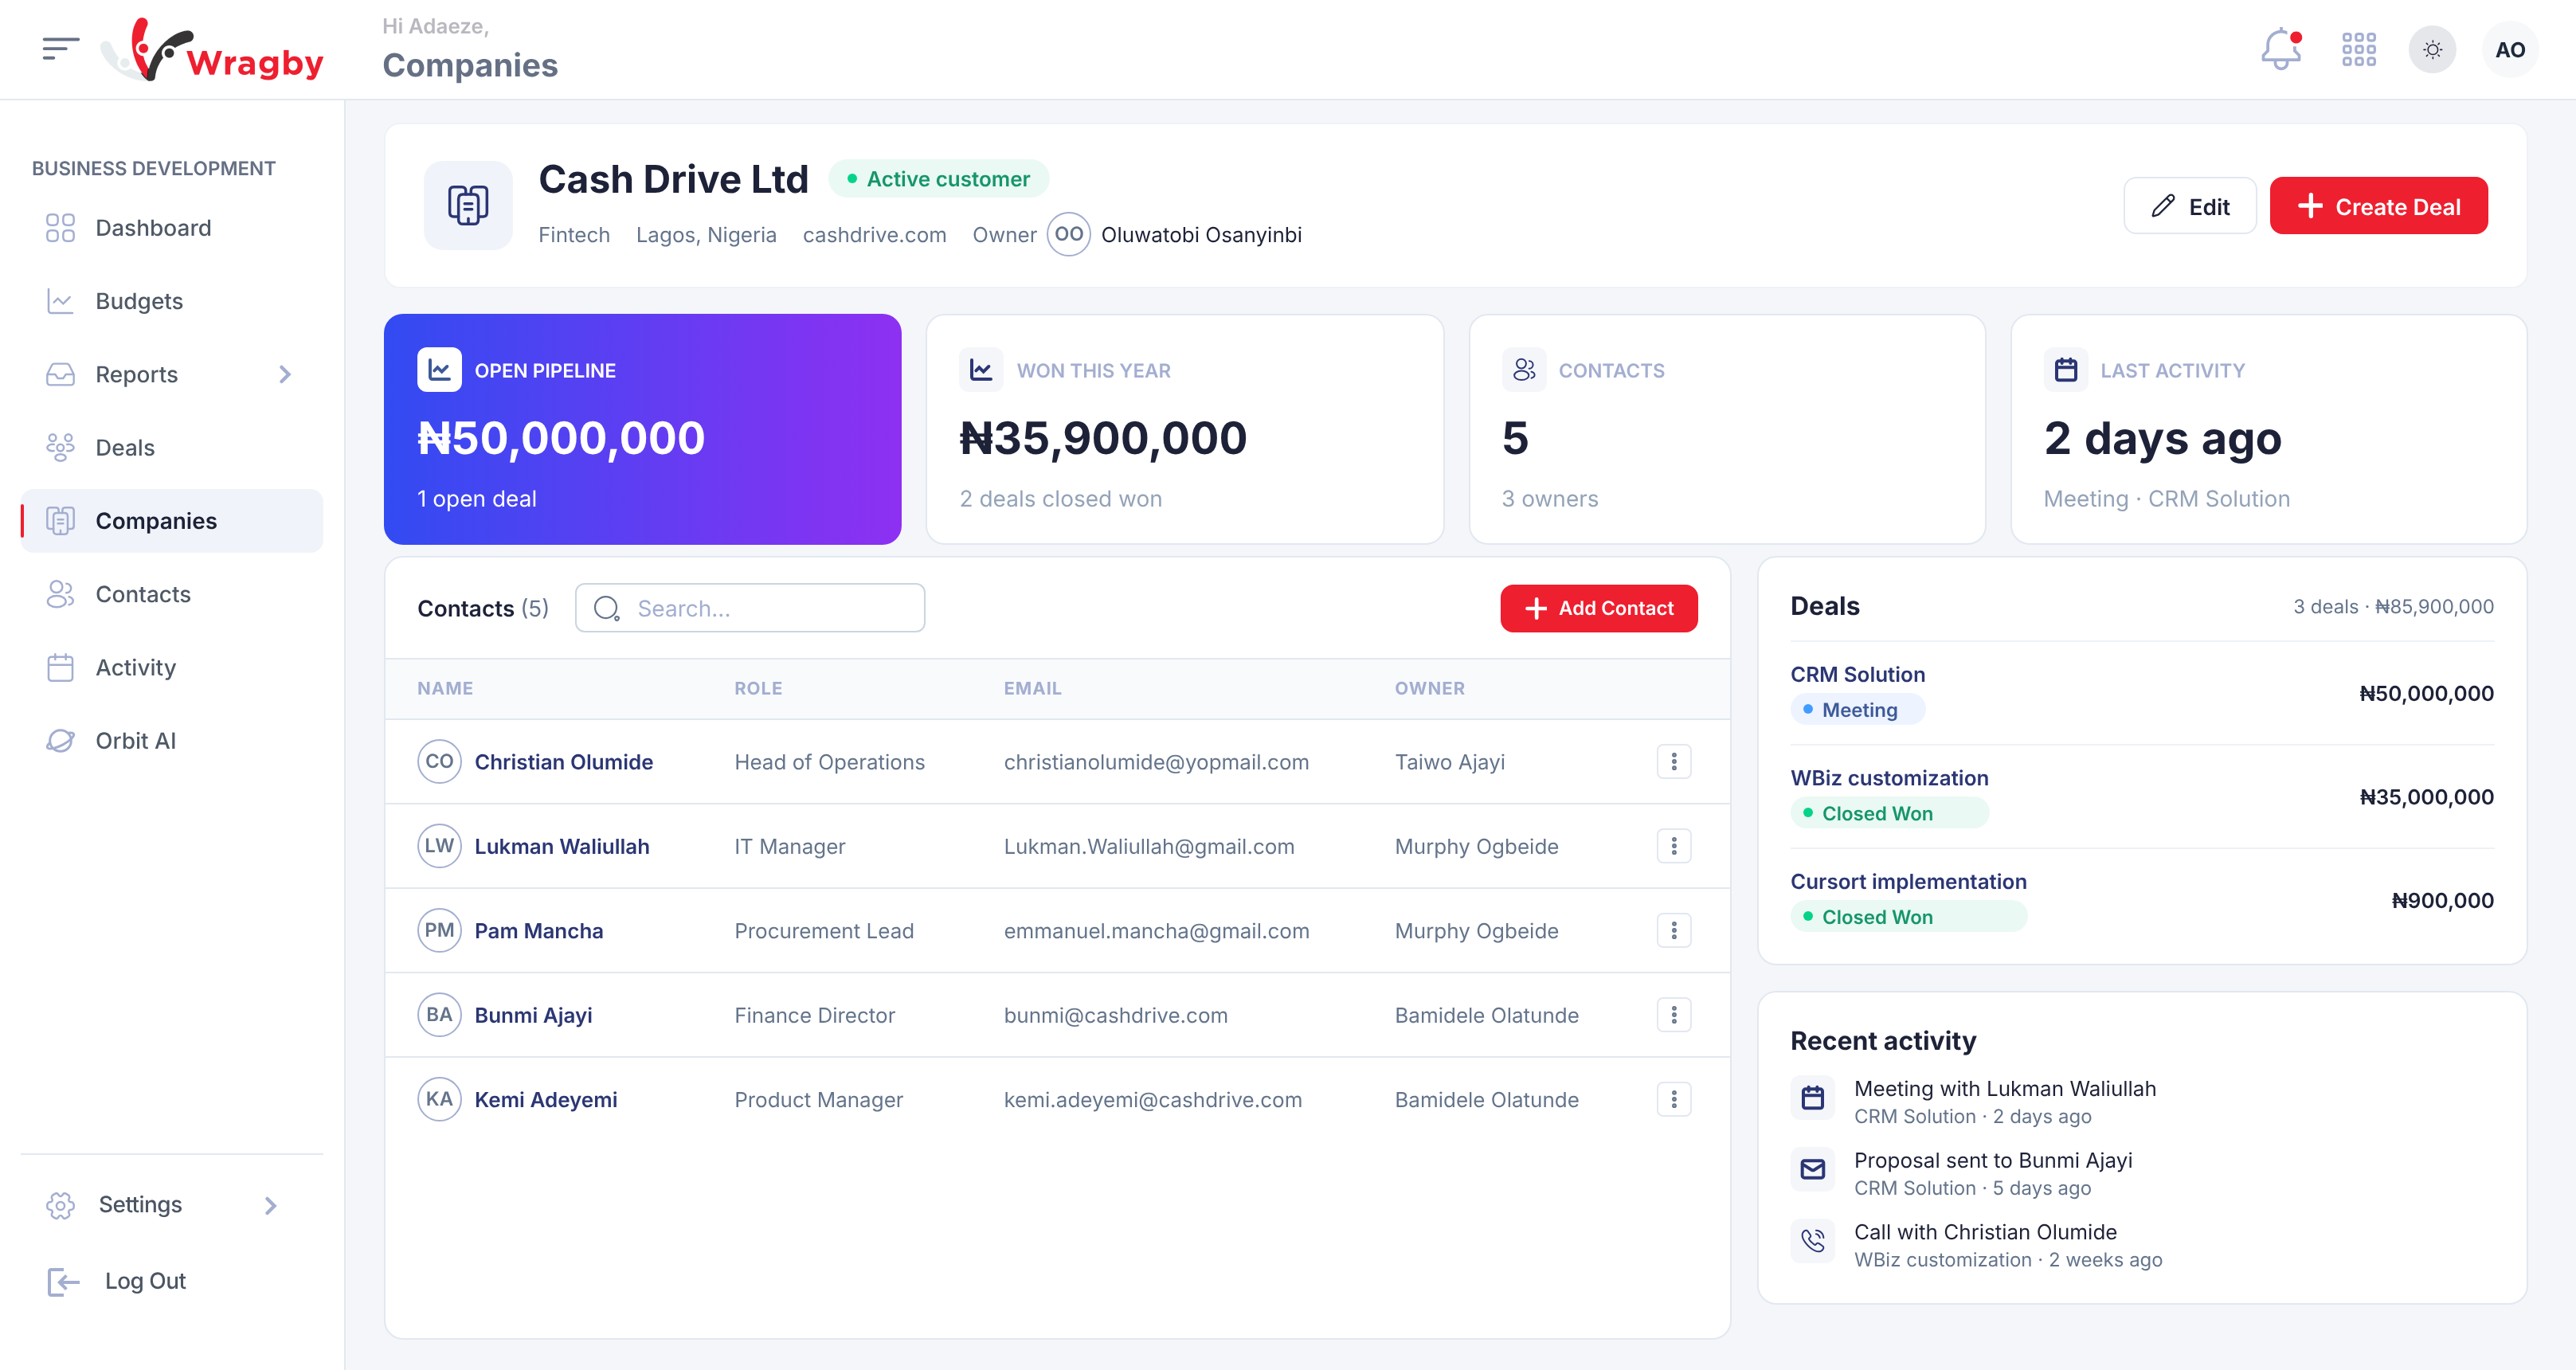 Wragby
Hi Adaeze,
Companies
AO
BUSINESS DEVELOPMENT
Dashboard
Budgets
Reports
Deals
Companies
Contacts
Activity
Orbit AI
Settings
Log Out
Cash Drive Ltd
Active customer
Fintech Lagos, Nigeria cashdrive.com Owner OO Oluwatobi Osanyinbi
Edit
Create Deal
OPEN PIPELINE
₦50,000,000
1 open deal
WON THIS YEAR
₦35,900,000
2 deals closed won
CONTACTS
5
3 owners
LAST ACTIVITY
2 days ago
Meeting · CRM Solution
Contacts (5)
Search...
Add Contact
NAME ROLE EMAIL OWNER
CO Christian Olumide Head of Operations christianolumide@yopmail.com Taiwo Ajayi
LW Lukman Waliullah IT Manager Lukman.Waliullah@gmail.com Murphy Ogbeide
PM Pam Mancha Procurement Lead emmanuel.mancha@gmail.com Murphy Ogbeide
BA Bunmi Ajayi Finance Director bunmi@cashdrive.com Bamidele Olatunde
KA Kemi Adeyemi Product Manager kemi.adeyemi@cashdrive.com Bamidele Olatunde
Deals
3 deals · ₦85,900,000
CRM Solution
Meeting
₦50,000,000
WBiz customization
Closed Won
₦35,000,000
Cursort implementation
Closed Won
₦900,000
Recent activity
Meeting with Lukman Waliullah
CRM Solution · 2 days ago
Proposal sent to Bunmi Ajayi
CRM Solution · 5 days ago
Call with Christian Olumide
WBiz customization · 2 weeks ago